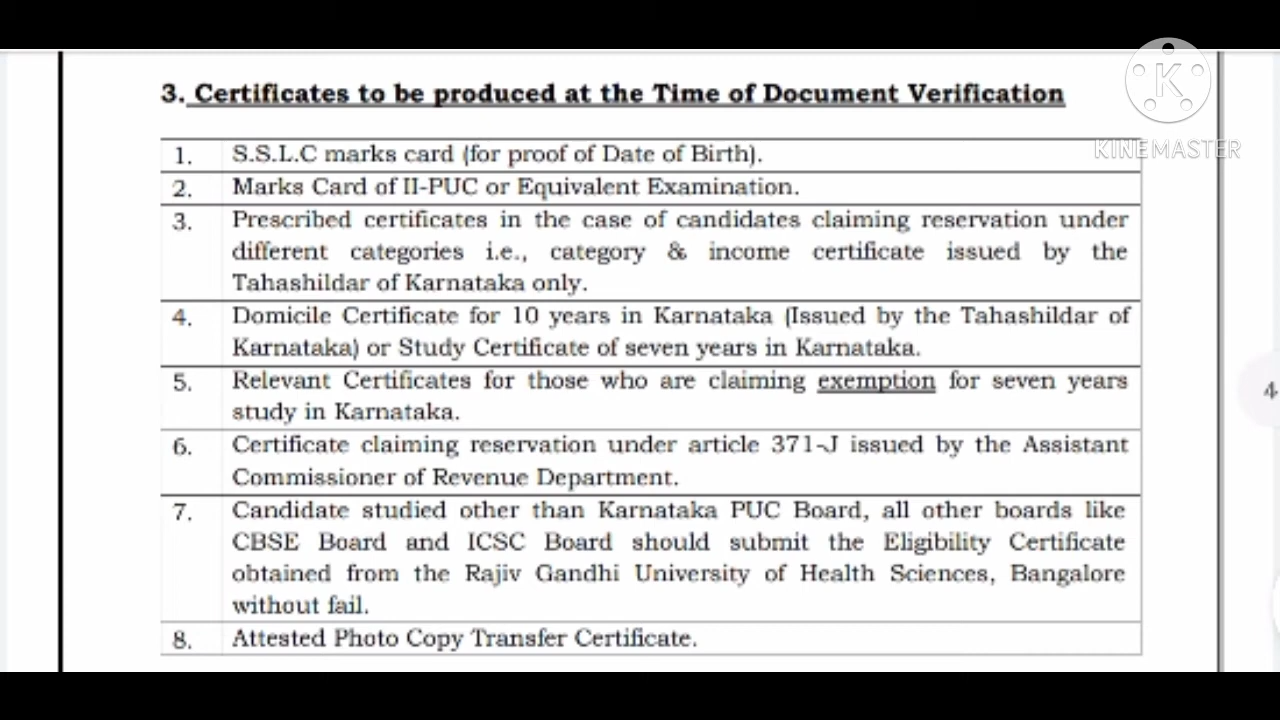 3. Certificates to be produced at the Time of Document Verification
K
KINEMASTER
1. S.S.L.C marks card (for proof of Date of Birth).
2. Marks Card of II-PUC or Equivalent Examination.
3. Prescribed certificates in the case of candidates claiming reservation under
different categories i.e., category & income certificate issued by the
Tahashildar of Karnataka only.
4. Domicile Certificate for 10 years in Karnataka (Issued by the Tahashildar of
Karnataka) or Study Certificate of seven years in Karnataka.
5. Relevant Certificates for those who are claiming exemption for seven years
study in Karnataka.
4
6. Certificate claiming reservation under article 371-J issued by the Assistant
Commissioner of Revenue Department.
7. Candidate studied other than Karnataka PUC Board, all other boards like
CBSE Board and ICSC Board should submit the Eligibility Certificate
obtained from the Rajiv Gandhi University of Health Sciences, Bangalore
without fail.
8. Attested Photo Copy Transfer Certificate.